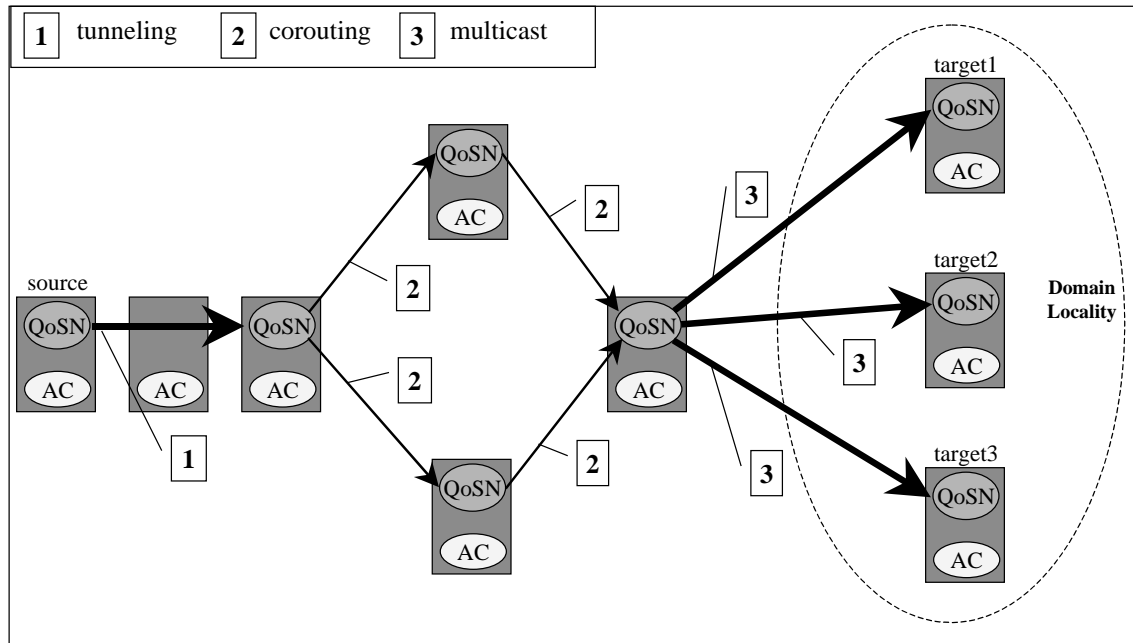 1 tunneling 2 corouting 3 multicast
target1
QoSN
AC
QoSN
AC
3
2
2
source
QoSN
AC
AC
QoSN
AC
QoSN
AC
target2
QoSN
AC
Domain
Locality
3
2
1
2
3
QoSN
AC
target3
QoSN
AC